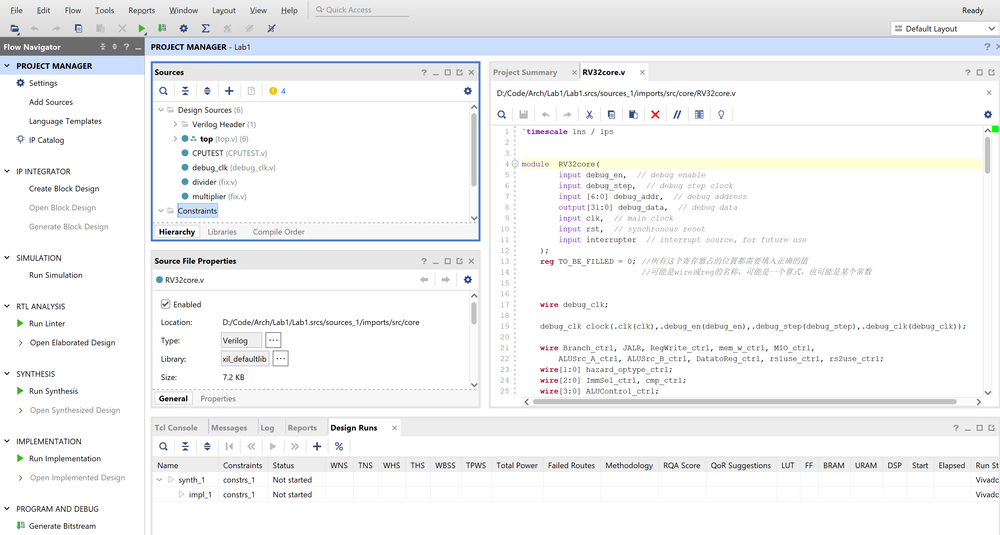 File Edit Flow Tools Reports Window Layout View Help Quick Access Ready
Default Layout
Flow Navigator
PROJECT MANAGER
Settings
Add Sources
Language Templates
IP Catalog
IP INTEGRATOR
Create Block Design
Open Block Design
Generate Block Design
SIMULATION
Run Simulation
RTL ANALYSIS
Run Linter
Open Elaborated Design
SYNTHESIS
Run Synthesis
Open Synthesized Design
IMPLEMENTATION
Run Implementation
Open Implemented Design
PROGRAM AND DEBUG
Generate Bitstream
PROJECT MANAGER - Lab1
Sources
4
Design Sources (6)
Verilog Header (1)
top (top.v) (6)
CPUTEST (CPUTEST.v)
debug_clk (debug_clk.v)
divider (fix.v)
multiplier (fix.v)
Constraints
Hierarchy Libraries Compile Order
Source File Properties
RV32core.v
Enabled
Location: D:/Code/Arch/Lab1/Lab1.srcs/sources_1/imports/src/core
Type: Verilog ...
Library: xil_defaultlib ...
Size: 7.2 KB
General Properties
Project Summary RV32core.v
D:/Code/Arch/Lab1/Lab1.srcs/sources_1/imports/src/core/RV32core.v
1 `timescale 1ns / 1ps
2
3
4 module  RV32core(
5 input debug_en,  // debug enable
6 input debug_step,  // debug step clock
7 input [6:0] debug_addr,  // debug address
8 output[31:0] debug_data,  // debug data
9 input clk,  // main clock
10 input rst,  // synchronous reset
11 input interrupter  // interrupt source, for future use
12 );
13 reg TO_BE_FILLED = 0; //所有这个寄存器占的位置都需要填入正确的值
14 //可能是wire或reg的名称，可能是一个算式，也可能是某个常数
15
16
17 wire debug_clk;
18
19 debug_clk clock(.clk(clk),.debug_en(debug_en),.debug_step(debug_step),.debug_clk(debug_clk));
20
21 wire Branch_ctrl, JALR, RegWrite_ctrl, mem_w_ctrl, MIO_ctrl,
22 ALUSrc_A_ctrl, ALUSrc_B_ctrl, DatatoReg_ctrl, rs1use_ctrl, rs2use_ctrl;
23 wire[1:0] hazard_optype_ctrl;
24 wire[2:0] ImmSel_ctrl, cmp_ctrl;
25 wire[3:0] ALUControl_ctrl;
Tcl Console Messages Log Reports Design Runs
Name Constraints Status WNS TNS WHS THS WBSS TPWS Total Power Failed Routes Methodology RQA Score QoR Suggestions LUT FF BRAM URAM DSP Start Elapsed Run St
synth_1 constrs_1 Not started Vivado
impl_1 constrs_1 Not started Vivado